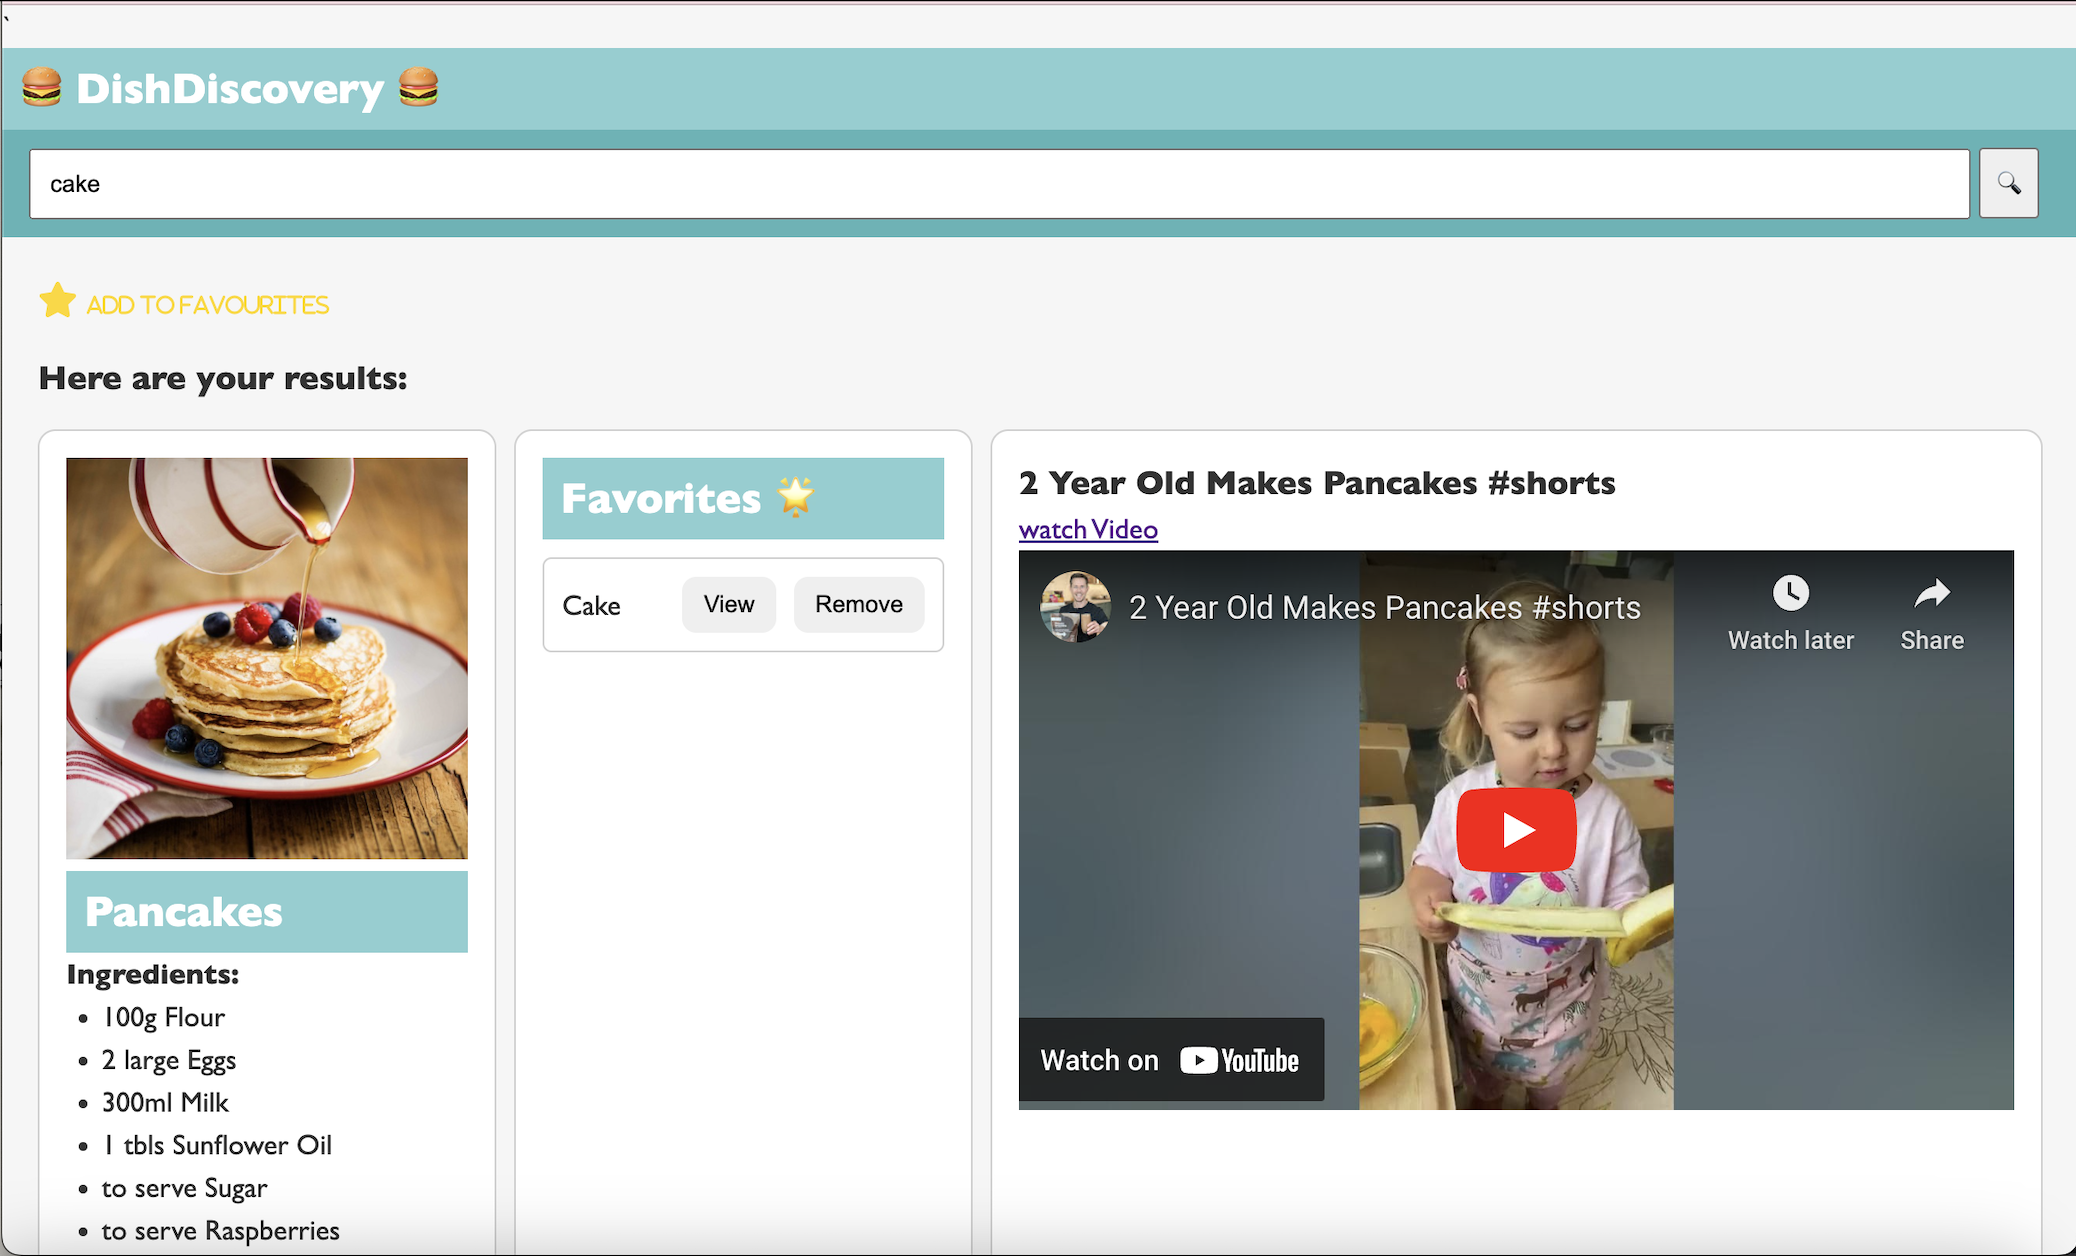 `
DishDiscovery
cake
ADD TO FAVOURITES
Here are your results:
Pancakes
Ingredients:
• 100g Flour
• 2 large Eggs
• 300ml Milk
• 1 tbls Sunflower Oil
• to serve Sugar
• to serve Raspberries
Favorites
Cake View Remove
2 Year Old Makes Pancakes #shorts
watch Video
2 Year Old Makes Pancakes #shorts
Watch later Share
Watch on YouTube